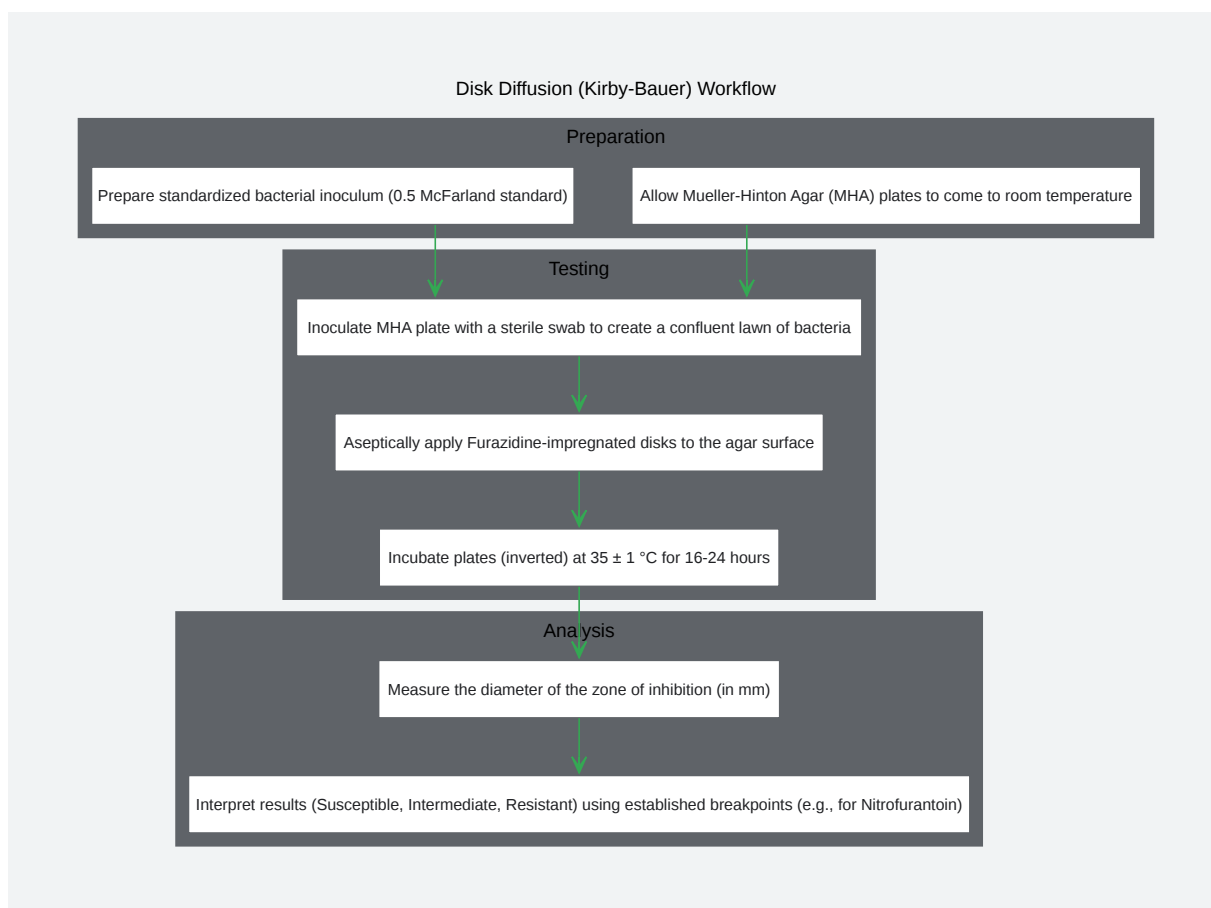 Disk Diffusion (Kirby-Bauer) Workflow
Preparation
Prepare standardized bacterial inoculum (0.5 McFarland standard)
Allow Mueller-Hinton Agar (MHA) plates to come to room temperature
Testing
Inoculate MHA plate with a sterile swab to create a confluent lawn of bacteria
Aseptically apply Furazidine-impregnated disks to the agar surface
Incubate plates (inverted) at 35 ± 1 °C for 16-24 hours
Analysis
Measure the diameter of the zone of inhibition (in mm)
Interpret results (Susceptible, Intermediate, Resistant) using established breakpoints (e.g., for Nitrofurantoin)